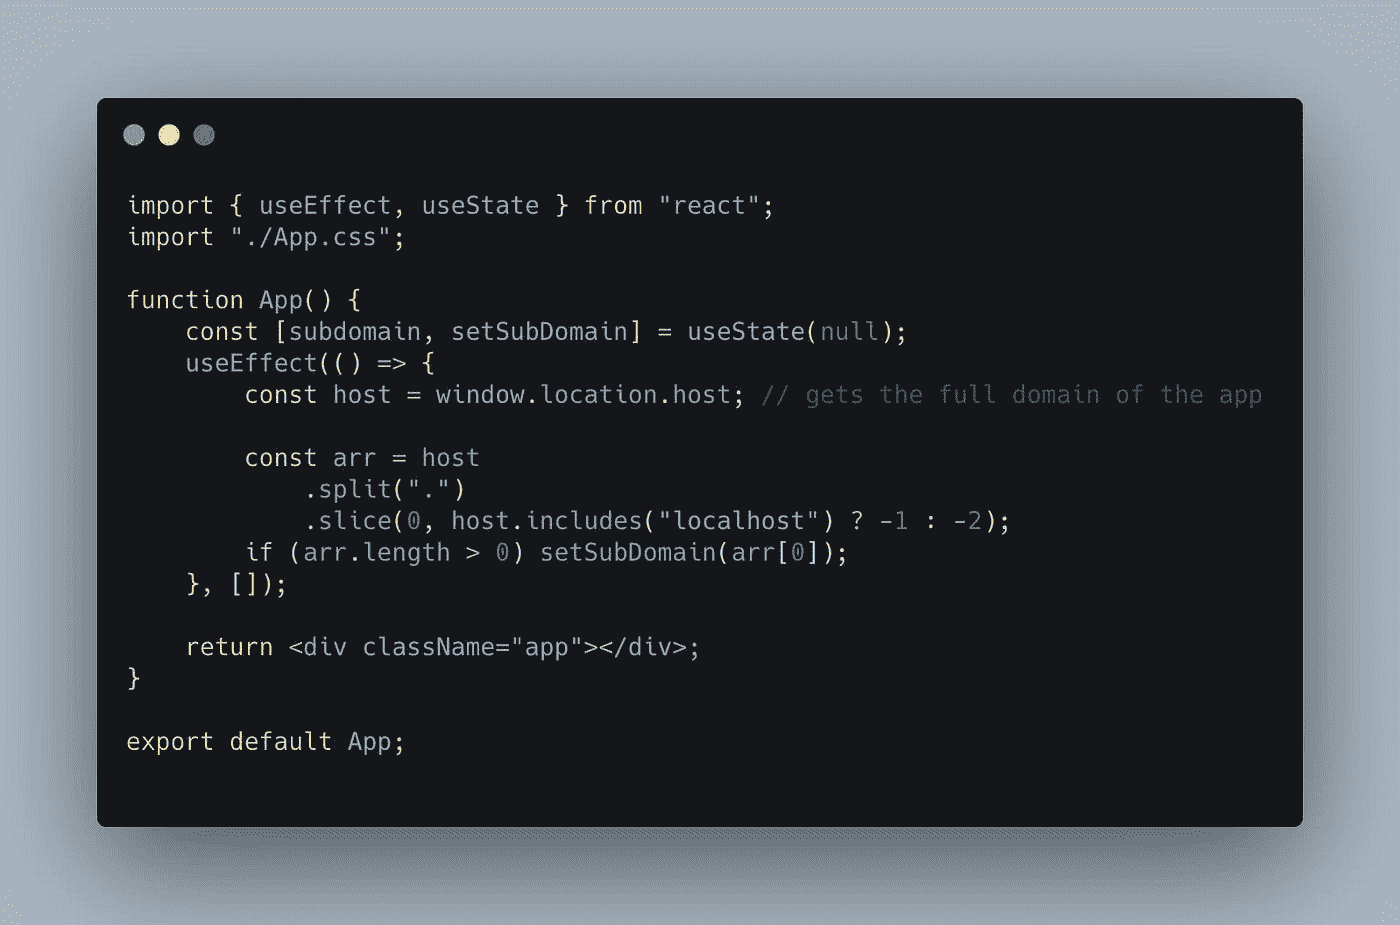 import { useEffect, useState } from "react";
import "./App.css";
function App() {
const [subdomain, setSubDomain] = useState(null);
useEffect(() => {
const host = window.location.host; // gets the full domain of the app
const arr = host
.split(".")
.slice(0, host.includes("localhost") ? -1 : -2);
if (arr.length > 0) setSubDomain(arr[0]);
}, []);
return <div className="app"></div>;
}
export default App;